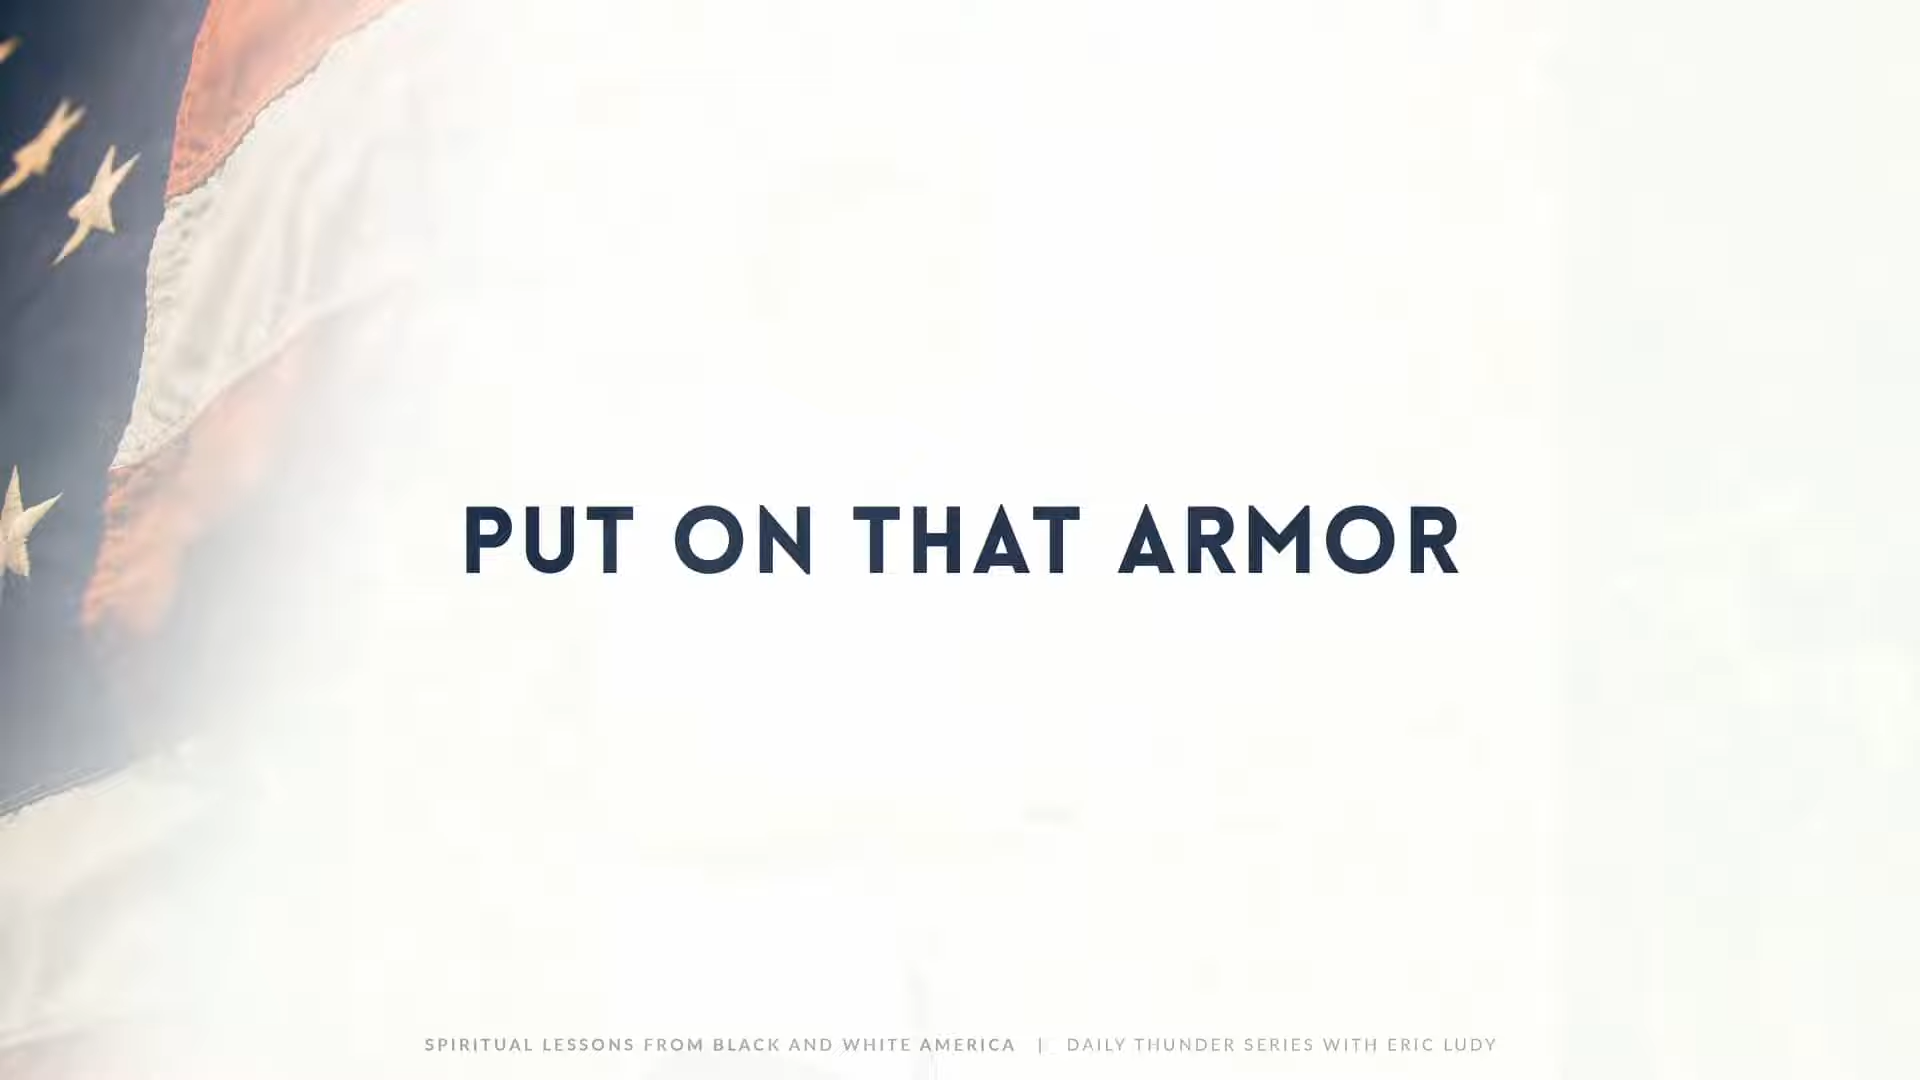 PUT ON THAT ARMOR
SPIRITUAL LESSONS FROM BLACK AND WHITE AMERICA | DAILY THUNDER SERIES WITH ERIC LUDY